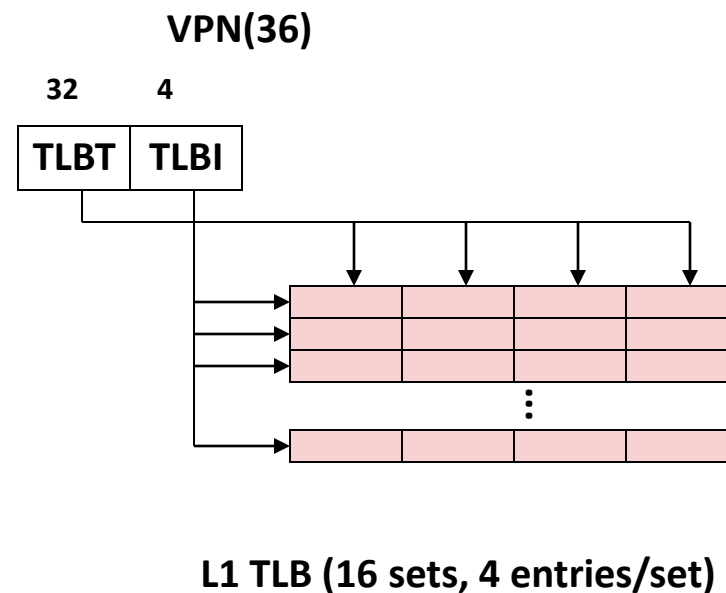 VPN(36)
32 4
TLBT TLBI
...
L1 TLB (16 sets, 4 entries/set)